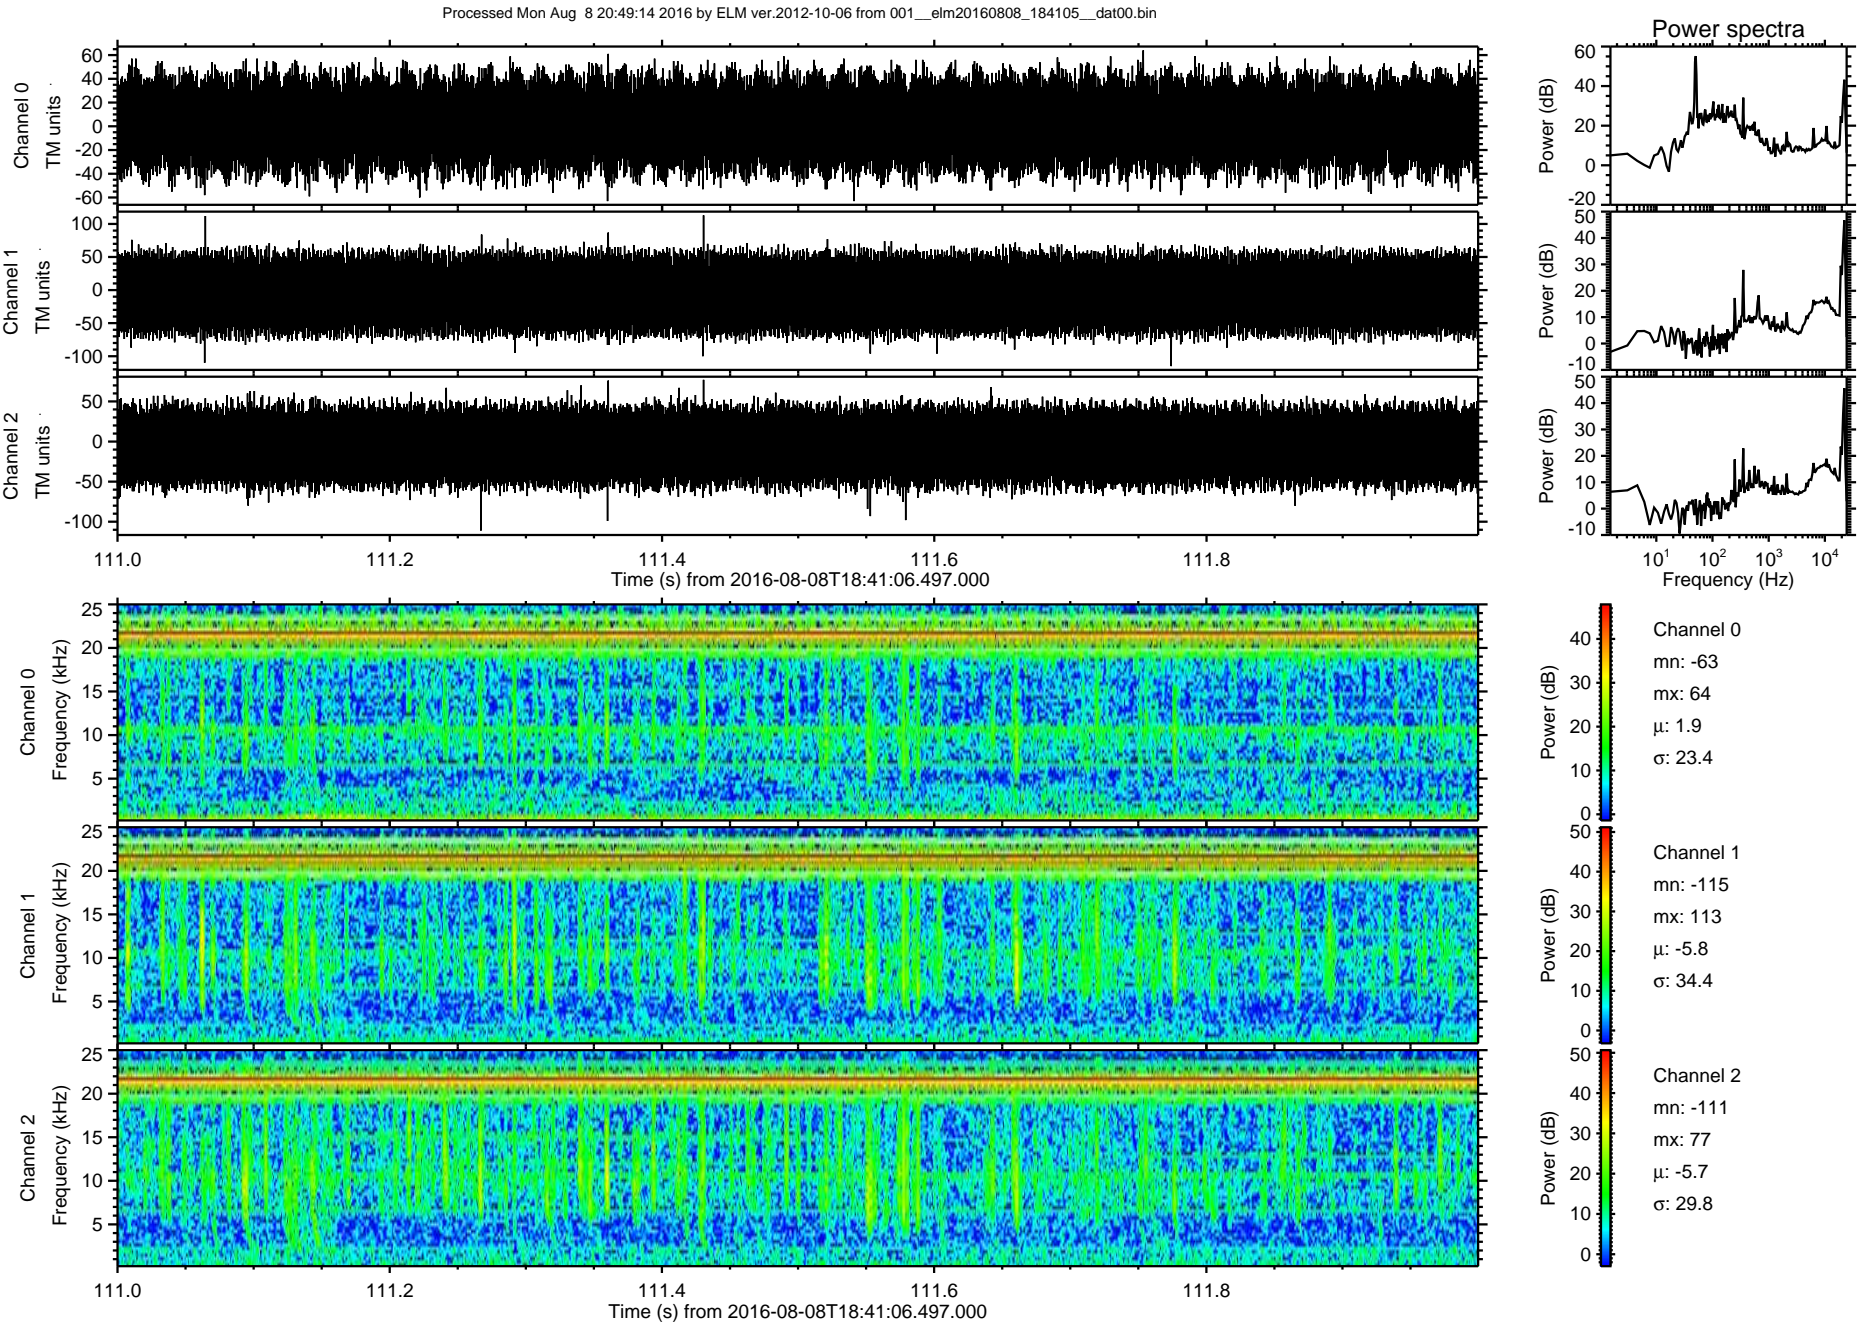 Processed Mon Aug  8 20:49:14 2016 by ELM ver.2012-10-06 from 001__elm20160808_184105__dat00.bin
Power spectra
Channel 0
TM units
60
40
20
0
-20
-40
-60
Power (dB)
60
40
20
0
-20
Channel 1
TM units
100
50
0
-50
-100
Power (dB)
50
40
30
20
10
0
-10
Channel 2
TM units
50
0
-50
-100
Power (dB)
50
40
30
20
10
0
-10
111.0 111.2 111.4 111.6 111.8
Time (s) from 2016-08-08T18:41:06.497.000
10¹ 10² 10³ 10⁴
Frequency (Hz)
Channel 0
Frequency (kHz)
25
20
15
10
5
Power (dB)
40
30
20
10
0
Channel 0
mn: -63
mx: 64
μ: 1.9
σ: 23.4
Channel 1
Frequency (kHz)
25
20
15
10
5
Power (dB)
50
40
30
20
10
0
Channel 1
mn: -115
mx: 113
μ: -5.8
σ: 34.4
Channel 2
Frequency (kHz)
25
20
15
10
5
Power (dB)
50
40
30
20
10
0
Channel 2
mn: -111
mx: 77
μ: -5.7
σ: 29.8
111.0 111.2 111.4 111.6 111.8
Time (s) from 2016-08-08T18:41:06.497.000